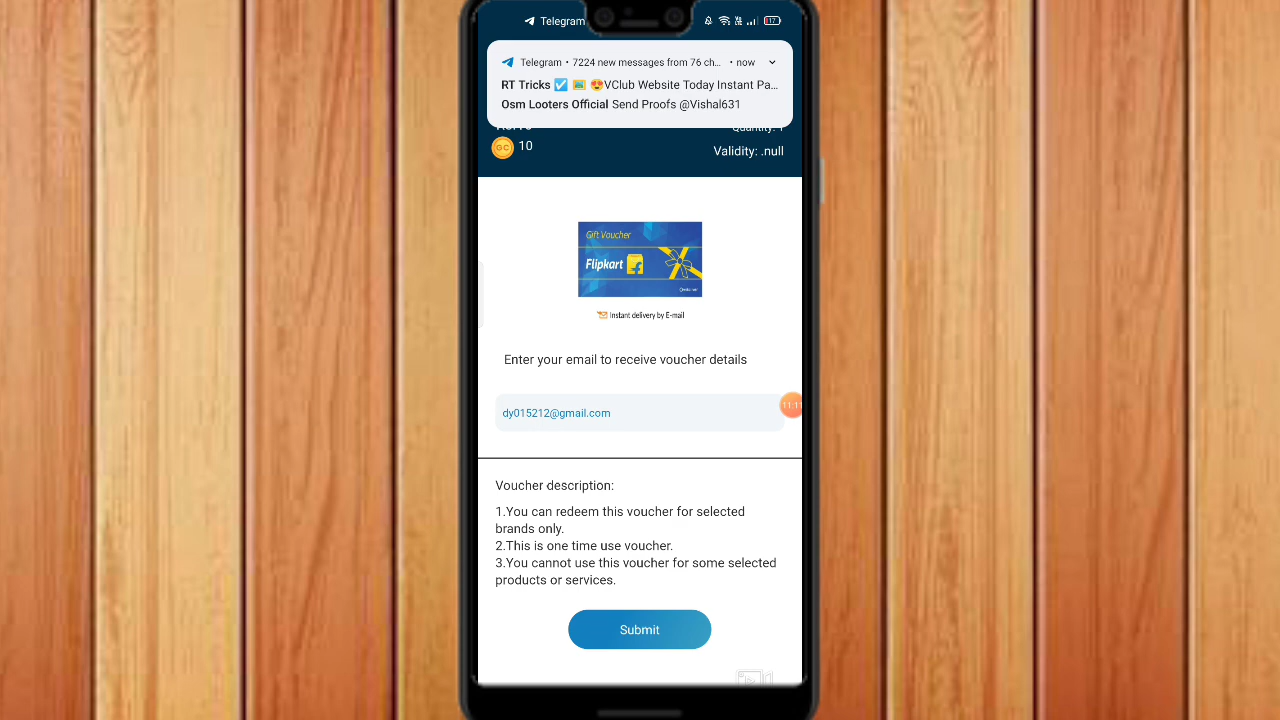 Telegram
17
Telegram • 7224 new messages from 76 ch... • now
RT Tricks ✅ 🖼 😍VClub Website Today Instant Pa...
Osm Looters Official Send Proofs @Vishal631
Quantity: 1
GC 10
Validity: .null
Gift Voucher
Flipkart
Instant delivery by E-mail
Enter your email to receive voucher details
dy015212@gmail.com
11:11
Voucher description:
1.You can redeem this voucher for selected
brands only.
2.This is one time use voucher.
3.You cannot use this voucher for some selected
products or services.
Submit